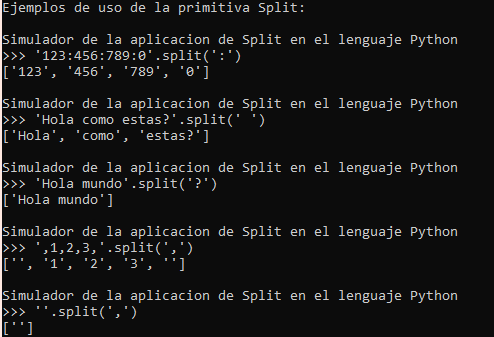 Ejemplos de uso de la primitiva Split:
Simulador de la aplicacion de Split en el lenguaje Python
>>> '123:456:789:0'.split(':')
['123', '456', '789', '0']
Simulador de la aplicacion de Split en el lenguaje Python
>>> 'Hola como estas?'.split(' ')
['Hola', 'como', 'estas?']
Simulador de la aplicacion de Split en el lenguaje Python
>>> 'Hola mundo'.split('?')
['Hola mundo']
Simulador de la aplicacion de Split en el lenguaje Python
>>> ',1,2,3,'.split(',')
['', '1', '2', '3', '']
Simulador de la aplicacion de Split en el lenguaje Python
>>> ''.split(',')
['']